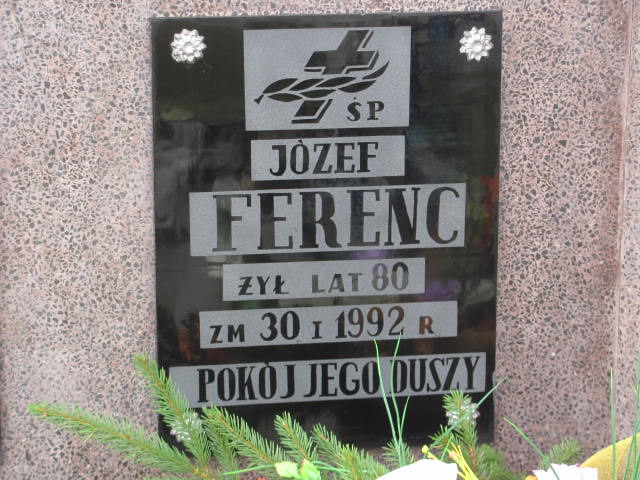 ŚP
JÓZEF
FERENC
ŻYŁ LAT 80
ZM 30 I 1992 R
POKÓJ JEGO DUSZY